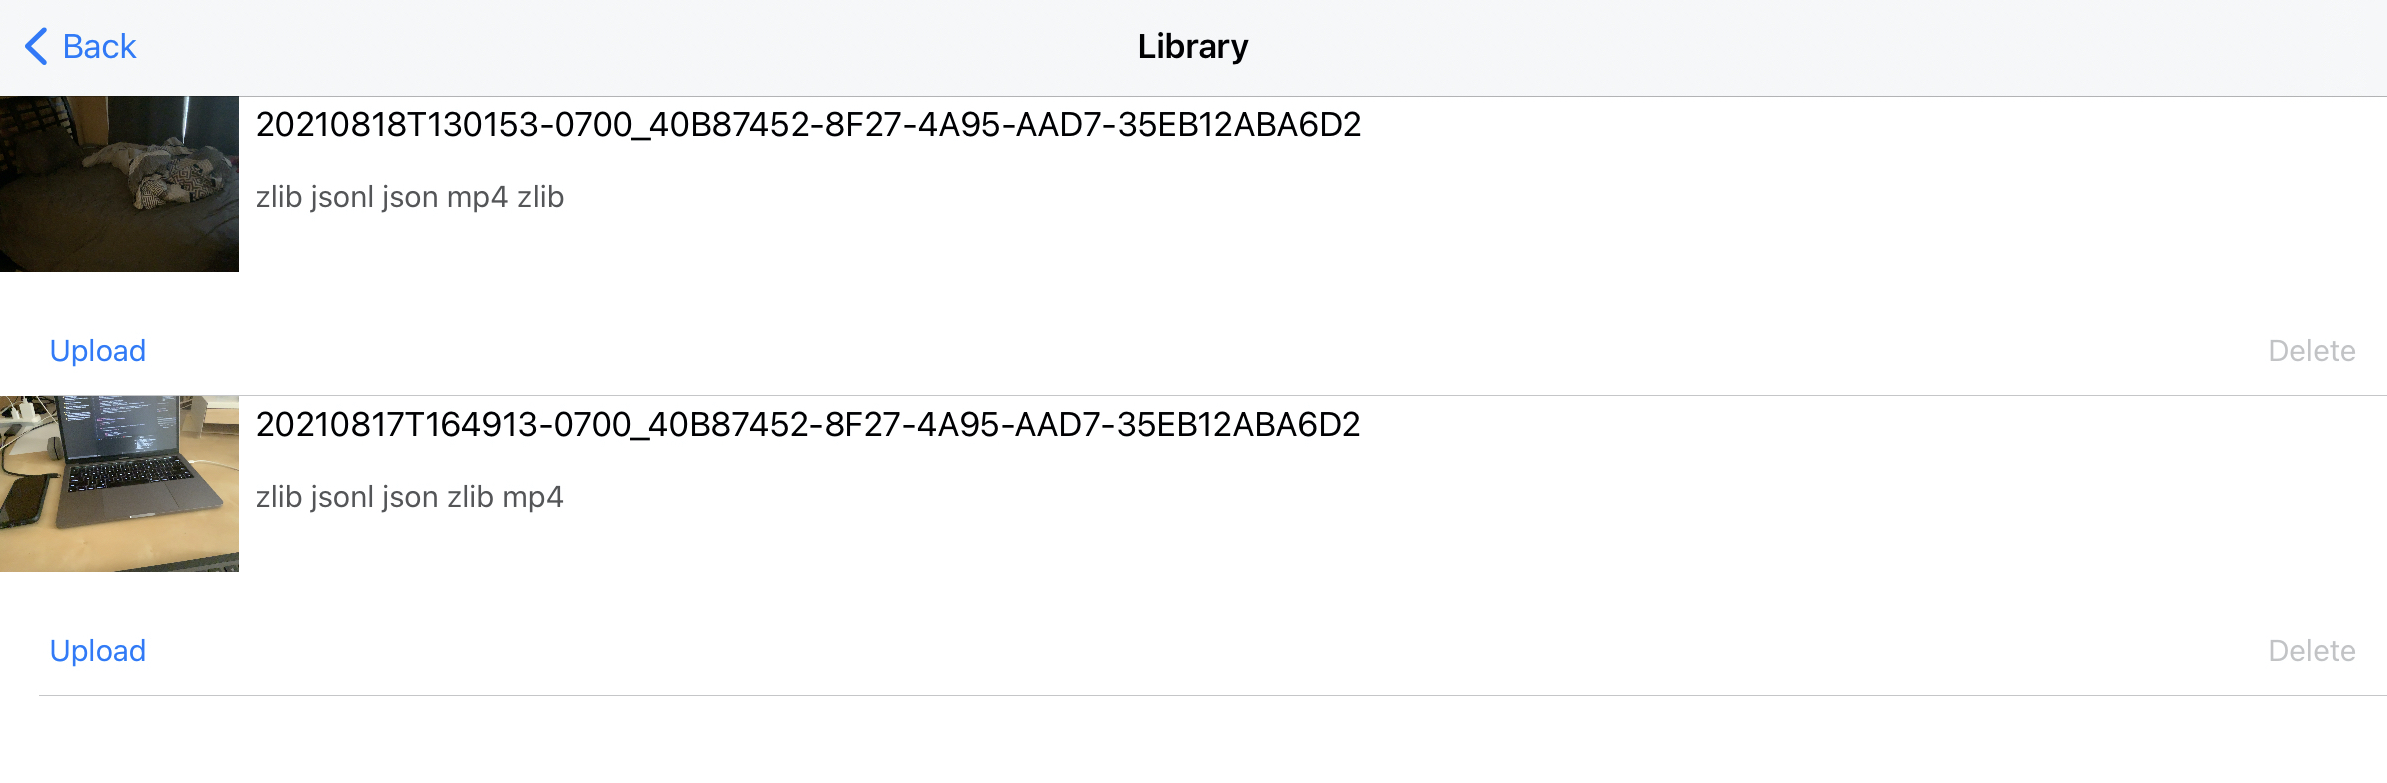 Back
Library
20210818T130153-0700_40B87452-8F27-4A95-AAD7-35EB12ABA6D2
zlib jsonl json mp4 zlib
Upload
Delete
20210817T164913-0700_40B87452-8F27-4A95-AAD7-35EB12ABA6D2
zlib jsonl json zlib mp4
Upload
Delete